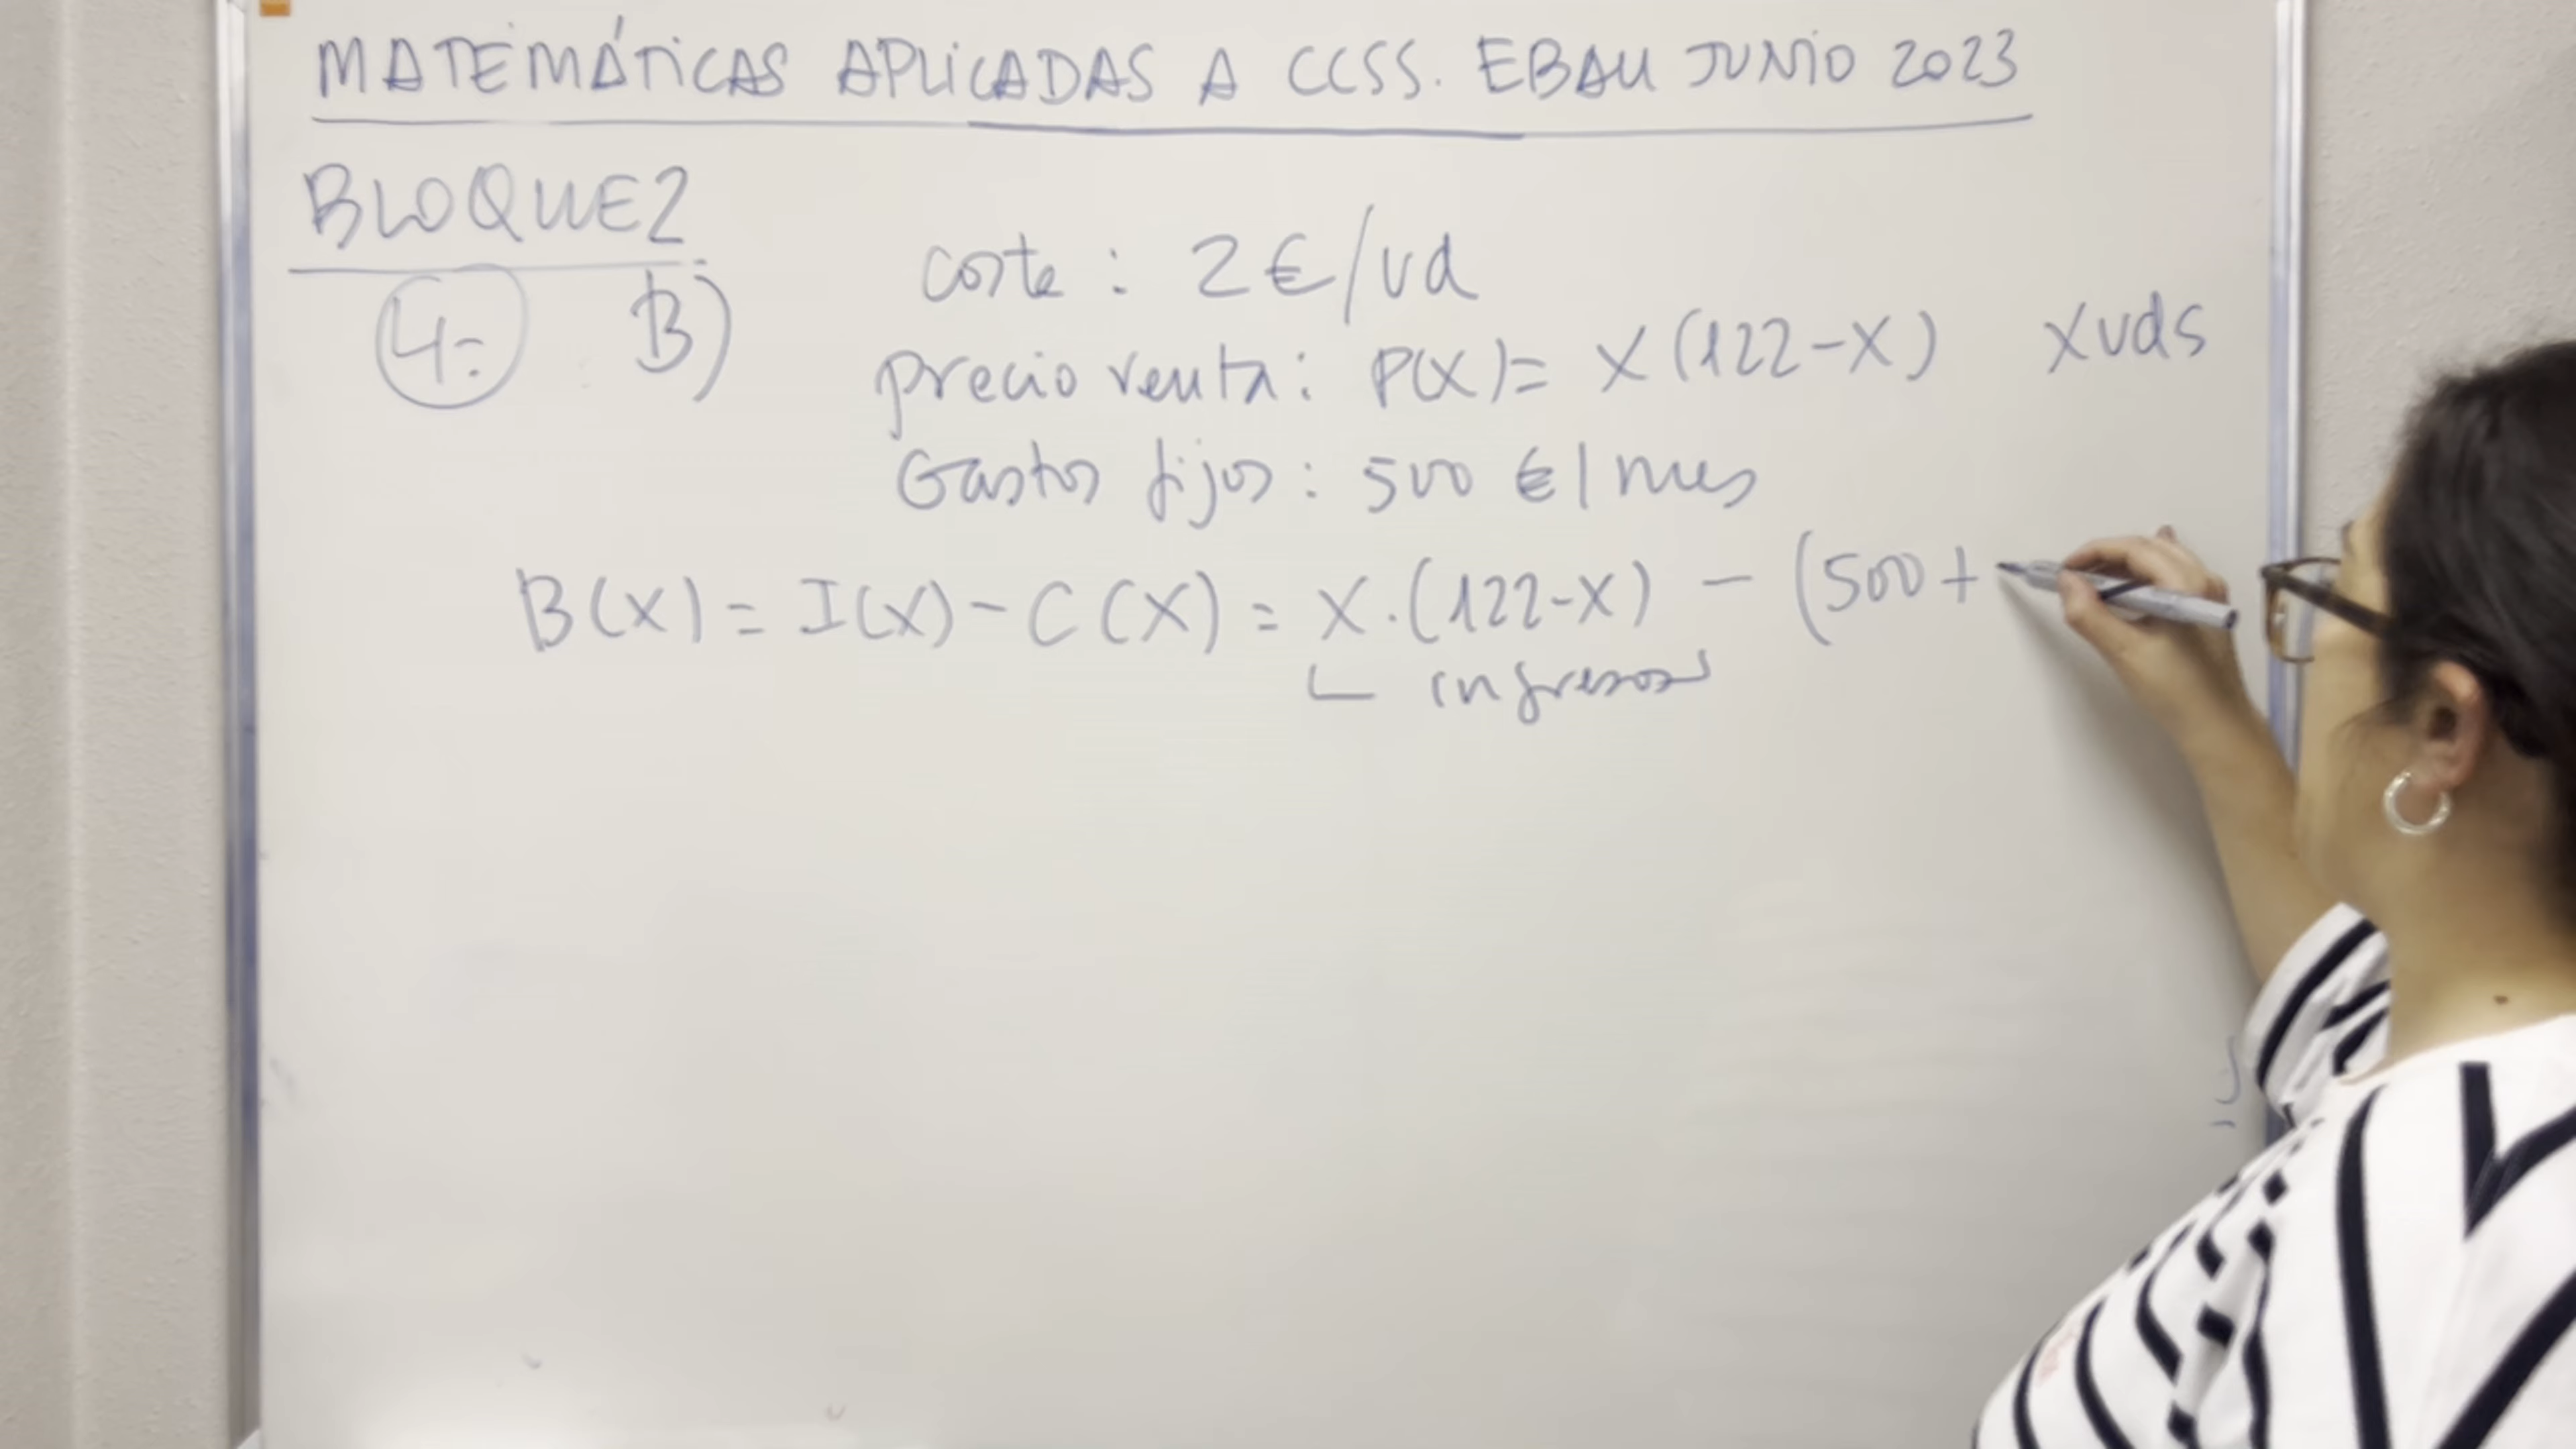 MATEMÁTICAS APLICADAS A CCSS. EBAU JUNIO 2023
BLOQUE 2
4.- B)
coste : 2 € / ud
precio venta : P(X) = X (122 - X) X uds
Gastos fijos : 500 € / mes
B(X) = I(X) - C(X) = X · (122 - X) - (500 +
ingresos